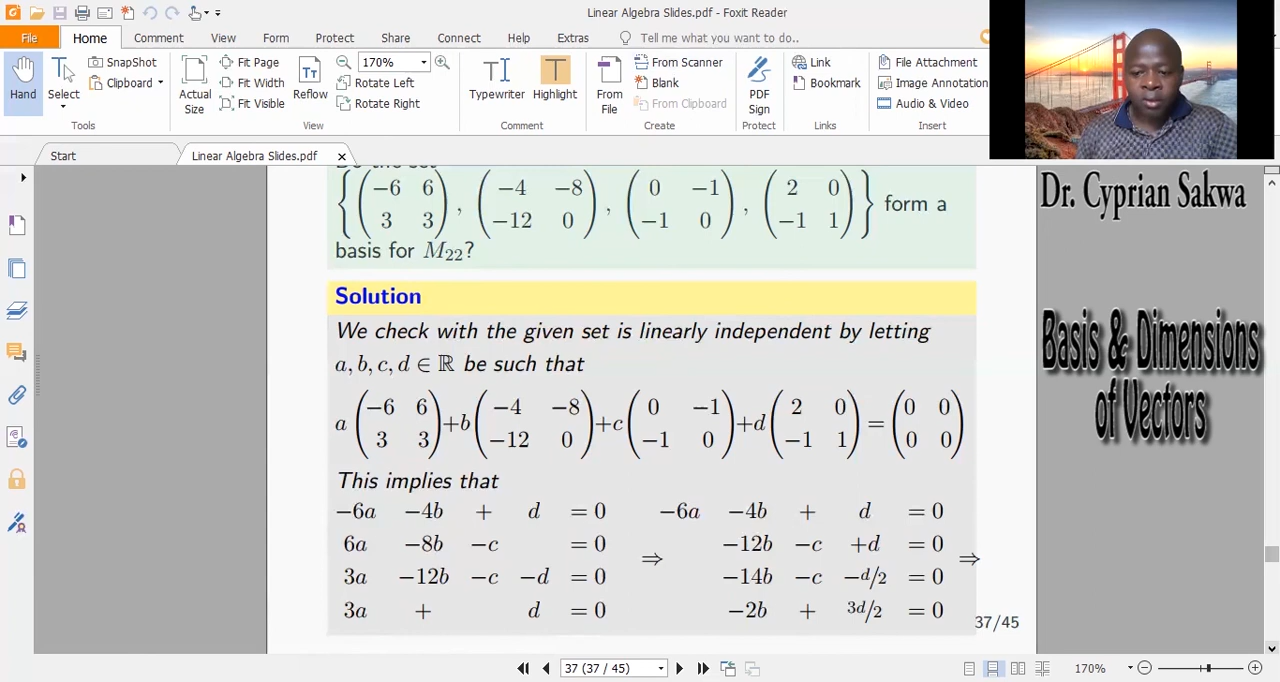 Linear Algebra Slides.pdf - Foxit Reader
File Home Comment View Form Protect Share Connect Help Extras Tell me what you want to do..
Hand
Select
SnapShot
Clipboard
Tools
Actual Size
Fit Page
Fit Width
Fit Visible
Reflow
170%
Rotate Left
Rotate Right
View
Typewriter
Highlight
Comment
From File
From Scanner
Blank
From Clipboard
Create
PDF Sign
Protect
Link
Bookmark
Links
File Attachment
Image Annotation
Audio & Video
Insert
Start
Linear Algebra Slides.pdf
{(−6 6 / 3 3), (−4 −8 / −12 0), (0 −1 / −1 0), (2 0 / −1 1)} form a
basis for M₂₂?
Solution
We check with the given set is linearly independent by letting
a, b, c, d ∈ ℝ be such that
a(−6 6 / 3 3)+b(−4 −8 / −12 0)+c(0 −1 / −1 0)+d(2 0 / −1 1)=(0 0 / 0 0)
This implies that
−6a −4b + d = 0
6a −8b −c = 0
3a −12b −c −d = 0
3a + d = 0
⇒
−6a −4b + d = 0
−12b −c +d = 0
−14b −c −d/2 = 0
−2b + 3d/2 = 0
⇒
37/45
Dr. Cyprian Sakwa
Basis & Dimensions
of Vectors
37 (37 / 45)
170%